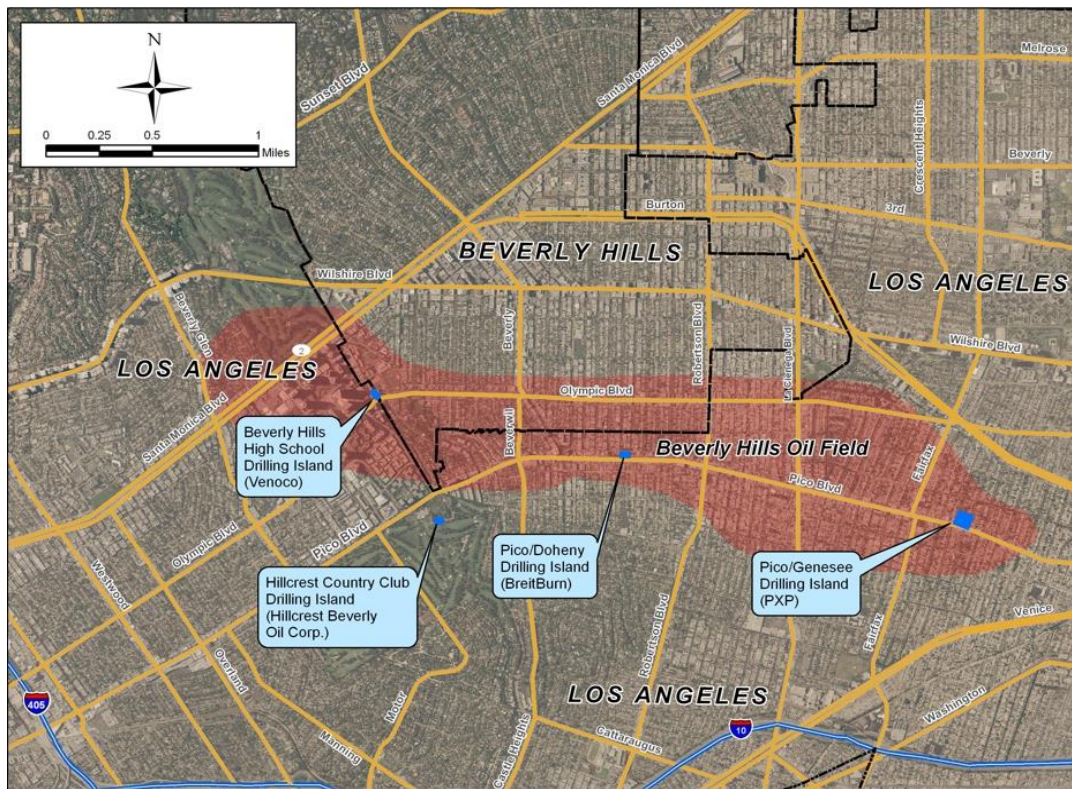 N
0 0.25 0.5 1
Miles
Sunset Blvd
Santa Monica Blvd
Melrose
Crescent Heights
Beverly
3rd
Burton
BEVERLY HILLS
LOS ANGELES
Wilshire Blvd
Beverly Glen
Beverly
Robertson Blvd
La Cienega Blvd
Wilshire Blvd
2
LOS ANGELES
Olympic Blvd
Santa Monica Blvd
Beverly Hills
High School
Drilling Island
(Venoco)
Beverwil
Beverly Hills Oil Field
Fairfax
Pico Blvd
Olympic Blvd
Pico Blvd
Westwood
Hillcrest Country Club
Drilling Island
(Hillcrest Beverly
Oil Corp.)
Pico/Doheny
Drilling Island
(BreitBurn)
Pico/Genesee
Drilling Island
(PXP)
Venice
Fairfax
Robertson Blvd
Overland
Motor
LOS ANGELES
Washington
405
10
Manning
Castle Heights
Cattaraugus